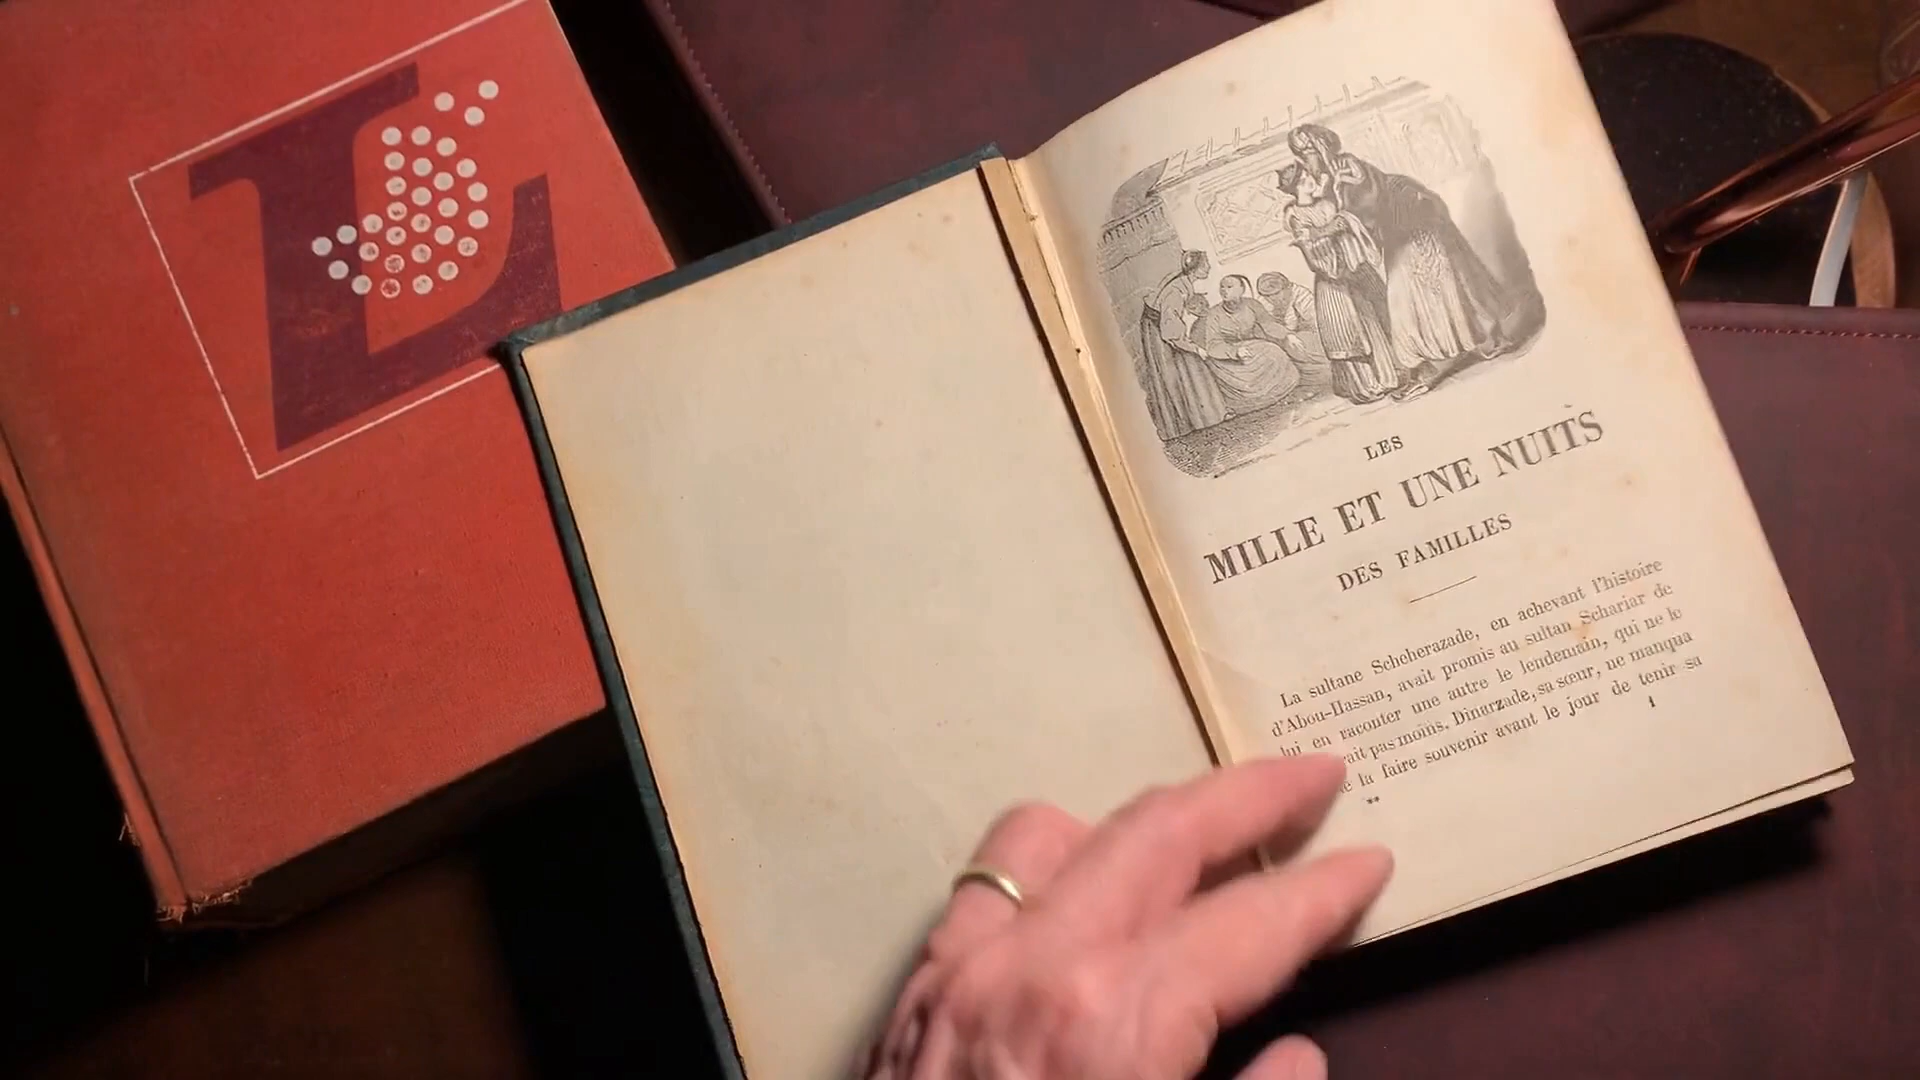 L
LES
MILLE ET UNE NUITS
DES FAMILLES
La sultane Scheherazade, en achevant l'histoire
d'Abou-Hassan, avait promis au sultan Schariar de
lui en raconter une autre le lendemain, qui ne le
pas moins. Dinarzade, sa sœur, ne manqua
la faire souvenir avant le jour de tenir sa
**
1